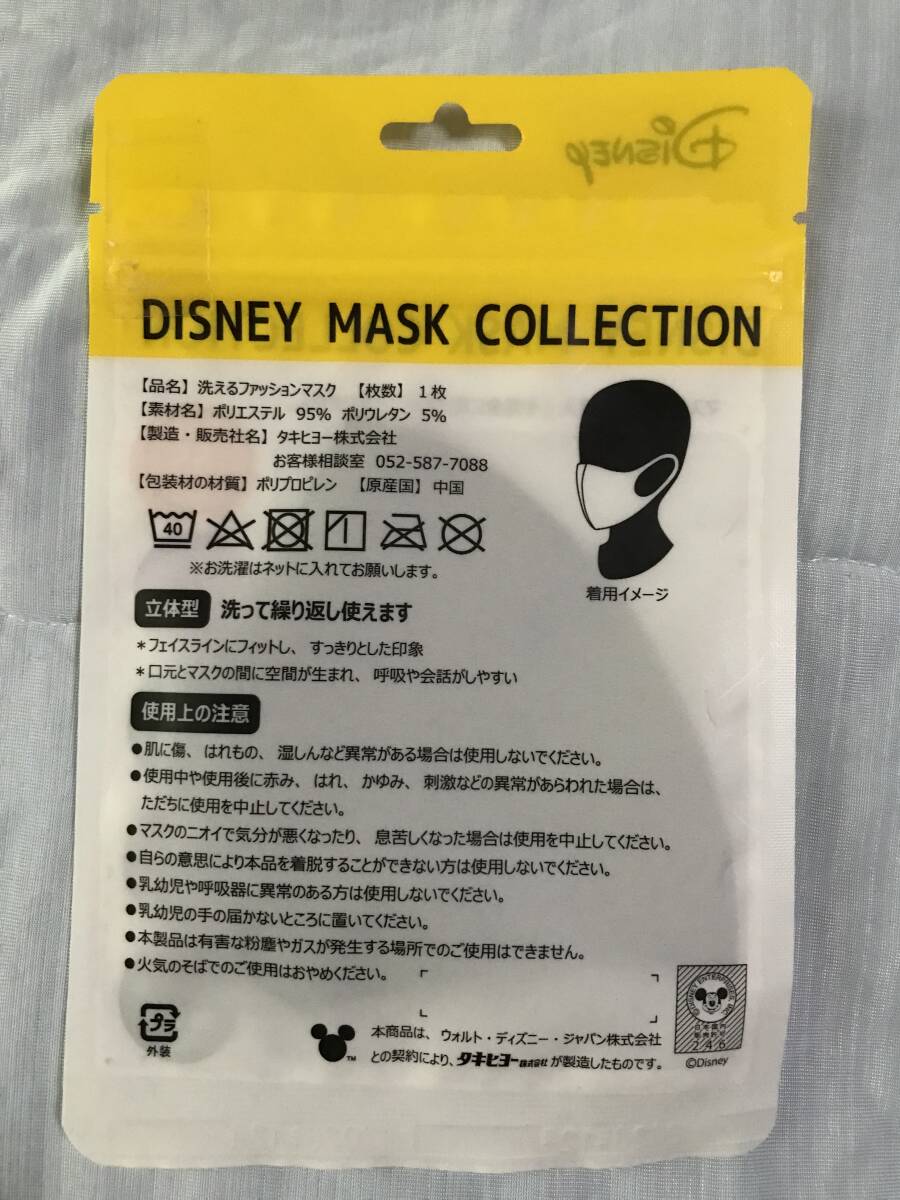 Disney
DISNEY MASK COLLECTION
【品名】洗えるファッションマスク 【枚数】1枚
【素材名】ポリエステル 95% ポリウレタン 5%
【製造・販売社名】タキヒヨー株式会社
お客様相談室 052-587-7088
【包装材の材質】ポリプロピレン 【原産国】中国
40
※お洗濯はネットに入れてお願いします。
着用イメージ
立体型 洗って繰り返し使えます
*フェイスラインにフィットし、すっきりとした印象
*口元とマスクの間に空間が生まれ、呼吸や会話がしやすい
使用上の注意
●肌に傷、はれもの、湿しんなど異常がある場合は使用しないでください。
●使用中や使用後に赤み、はれ、かゆみ、刺激などの異常があらわれた場合は、
ただちに使用を中止してください。
●マスクのニオイで気分が悪くなったり、息苦しくなった場合は使用を中止してください。
●自らの意思により本品を着脱することができない方は使用しないでください。
●乳幼児や呼吸器に異常のある方は使用しないでください。
●乳幼児の手の届かないところに置いてください。
●本製品は有害な粉塵やガスが発生する場所でのご使用はできません。
●火気のそばでのご使用はおやめください。
プラ
外装
TM
本商品は、ウォルト・ディズニー・ジャパン株式会社
との契約により、タキヒヨー株式会社が製造したものです。
©DISNEY ENTERPRISES, INC.
日本国内
販売許可
246
©Disney